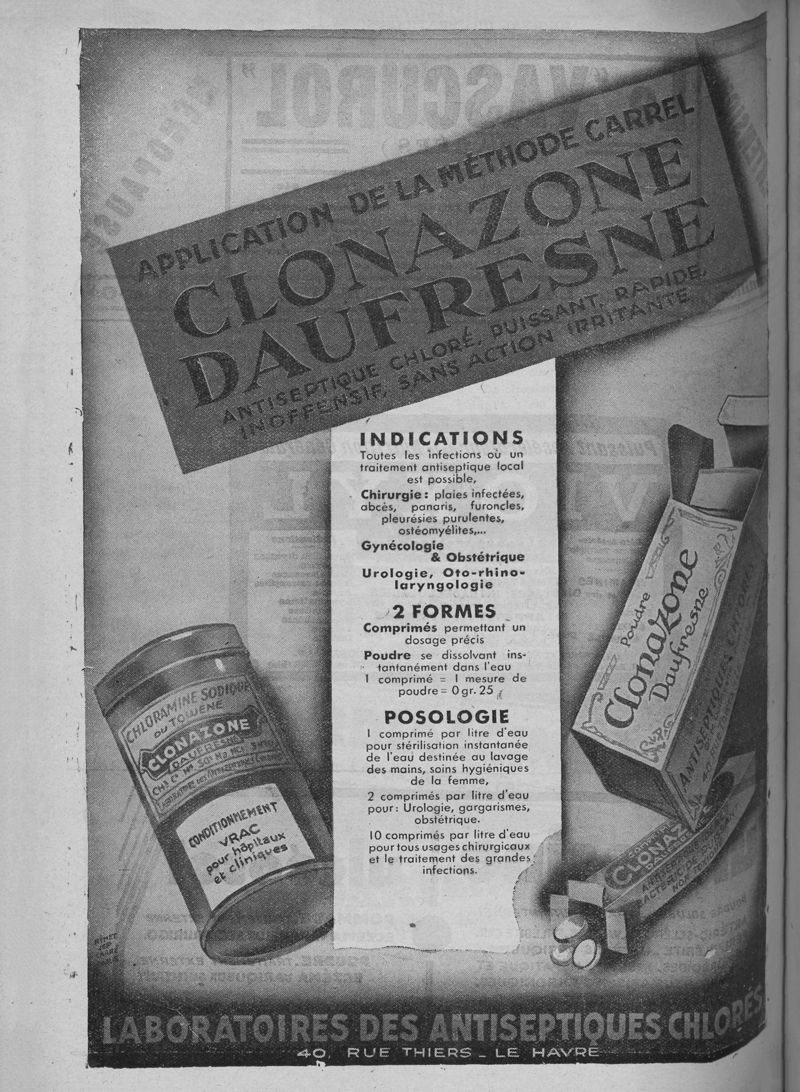 APPLICATION DE LA MÉTHODE CARREL
CLONAZONE
DAUFRESNE
ANTISEPTIQUE CHLORÉ, PUISSANT, RAPIDE,
INOFFENSIF, SANS ACTION IRRITANTE
INDICATIONS
Toutes les infections où un
traitement antiseptique local
est possible,
Chirurgie : plaies infectées,
abcès, panaris, furoncles,
pleurésies purulentes,
ostéomyélites,...
Gynécologie
& Obstétrique
Urologie, Oto-rhino-
laryngologie
2 FORMES
Comprimés permettant un
dosage précis
Poudre se dissolvant ins-
tantanément dans l'eau
1 comprimé = 1 mesure de
poudre = 0 gr. 25
POSOLOGIE
1 comprimé par litre d'eau
pour stérilisation instantanée
de l'eau destinée au lavage
des mains, soins hygiéniques
de la femme,
2 comprimés par litre d'eau
pour : Urologie, gargarismes,
obstétrique.
10 comprimés par litre d'eau
pour tous usages chirurgicaux
et le traitement des grandes
infections.
CHLORAMINE SODIQUE
DU TOLUÈNE
CLONAZONE
DAUFRESNE
CONDITIONNEMENT
VRAC
pour hôpitaux
et cliniques
Poudre
Clonazone
Daufresne
ANTISEPTIQUES
CLONAZ
LABORATOIRES DES ANTISEPTIQUES CHLORÉS
40, RUE THIERS _ LE HAVRE